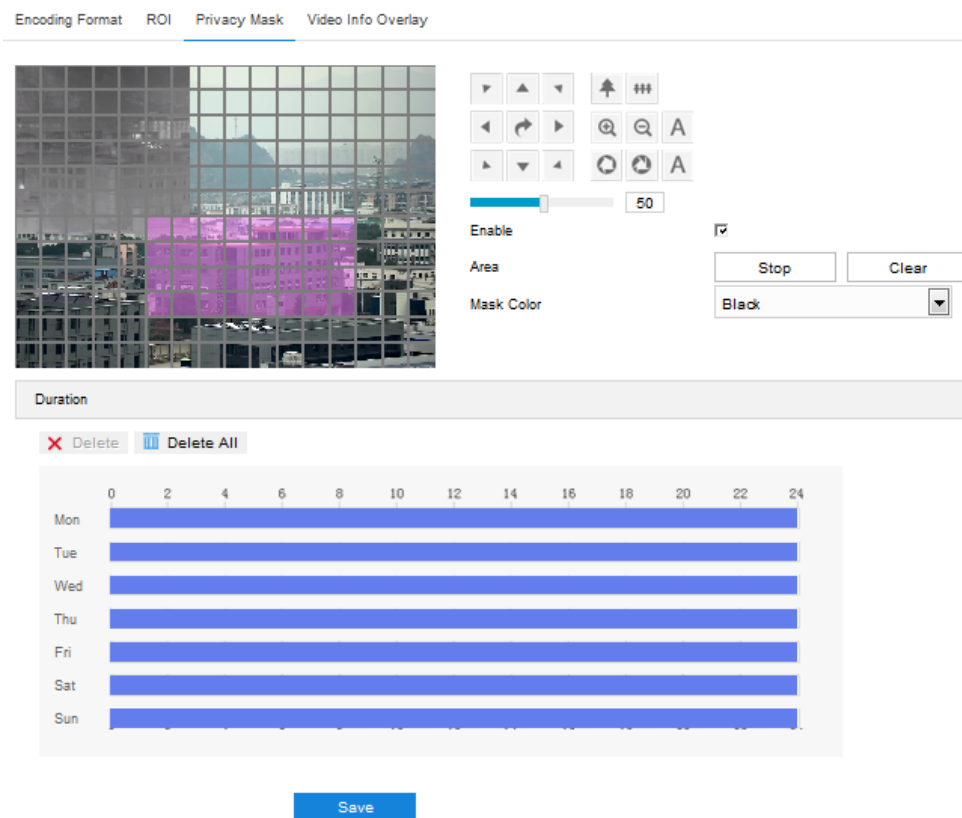 Encoding Format ROI Privacy Mask Video Info Overlay
A
A
50
Enable
Area Stop Clear
Mask Color Black
Duration
Delete Delete All
0 2 4 6 8 10 12 14 16 18 20 22 24
Mon
Tue
Wed
Thu
Fri
Sat
Sun
Save